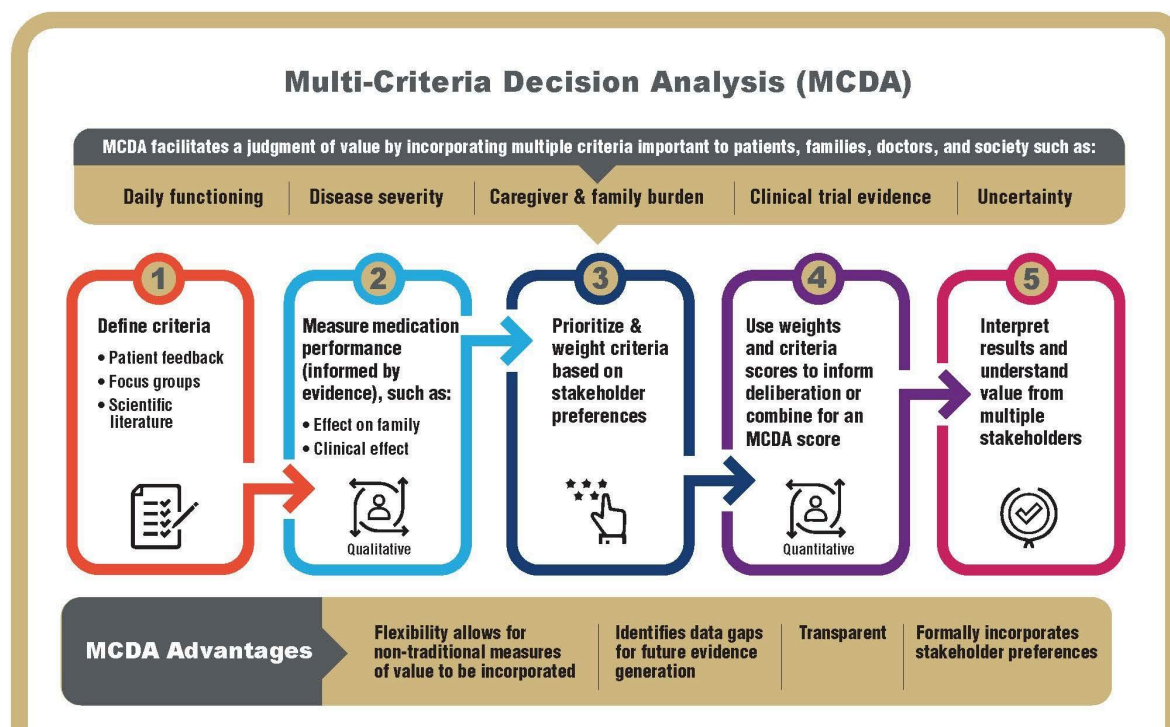 Multi-Criteria Decision Analysis (MCDA)
MCDA facilitates a judgment of value by incorporating multiple criteria important to patients, families, doctors, and society such as:
Daily functioning
Disease severity
Caregiver & family burden
Clinical trial evidence
Uncertainty
1
Define criteria
• Patient feedback
• Focus groups
• Scientific
literature
2
Measure medication
performance
(informed by
evidence), such as:
• Effect on family
• Clinical effect
Qualitative
3
Prioritize &
weight criteria
based on
stakeholder
preferences
4
Use weights
and criteria
scores to inform
deliberation or
combine for an
MCDA score
Quantitative
5
Interpret
results and
understand
value from
multiple
stakeholders
MCDA Advantages
Flexibility allows for
non-traditional measures
of value to be incorporated
Identifies data gaps
for future evidence
generation
Transparent
Formally incorporates
stakeholder preferences